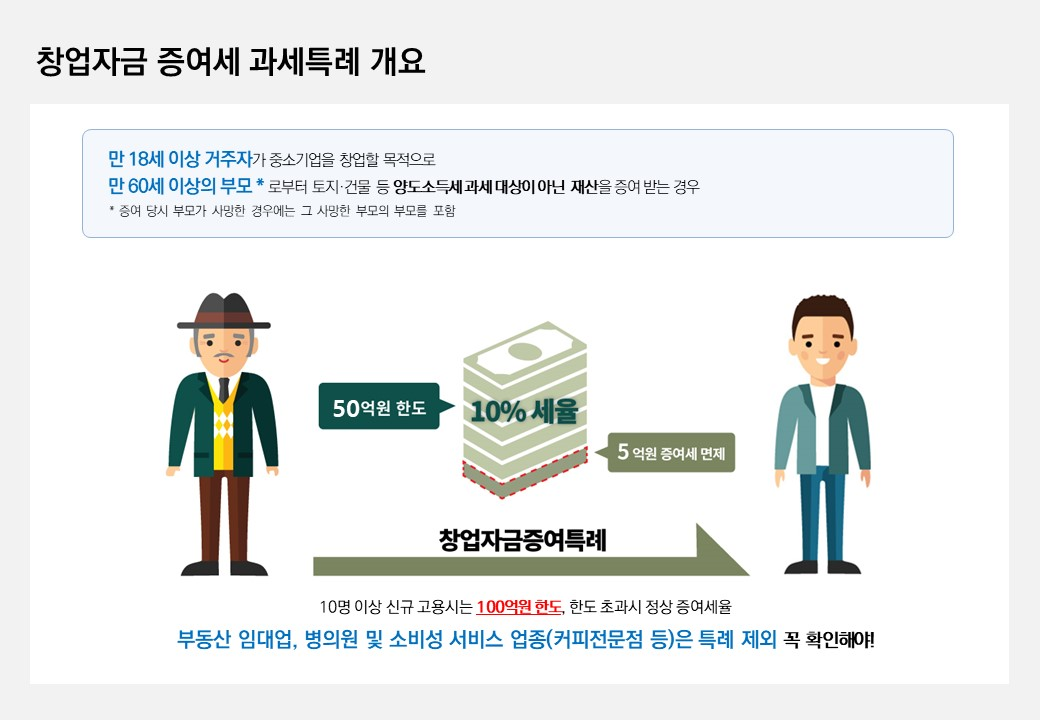 창업자금 증여세 과세특례 개요
만 18세 이상 거주자가 중소기업을 창업할 목적으로
만 60세 이상의 부모 * 로부터 토지·건물 등 양도소득세 과세 대상이 아닌 재산을 증여 받는 경우
* 증여 당시 부모가 사망한 경우에는 그 사망한 부모의 부모를 포함
50억원 한도
10% 세율
5 억원 증여세 면제
창업자금증여특례
10명 이상 신규 고용시는 100억원 한도, 한도 초과시 정상 증여세율
부동산 임대업, 병의원 및 소비성 서비스 업종(커피전문점 등)은 특례 제외 꼭 확인해야!